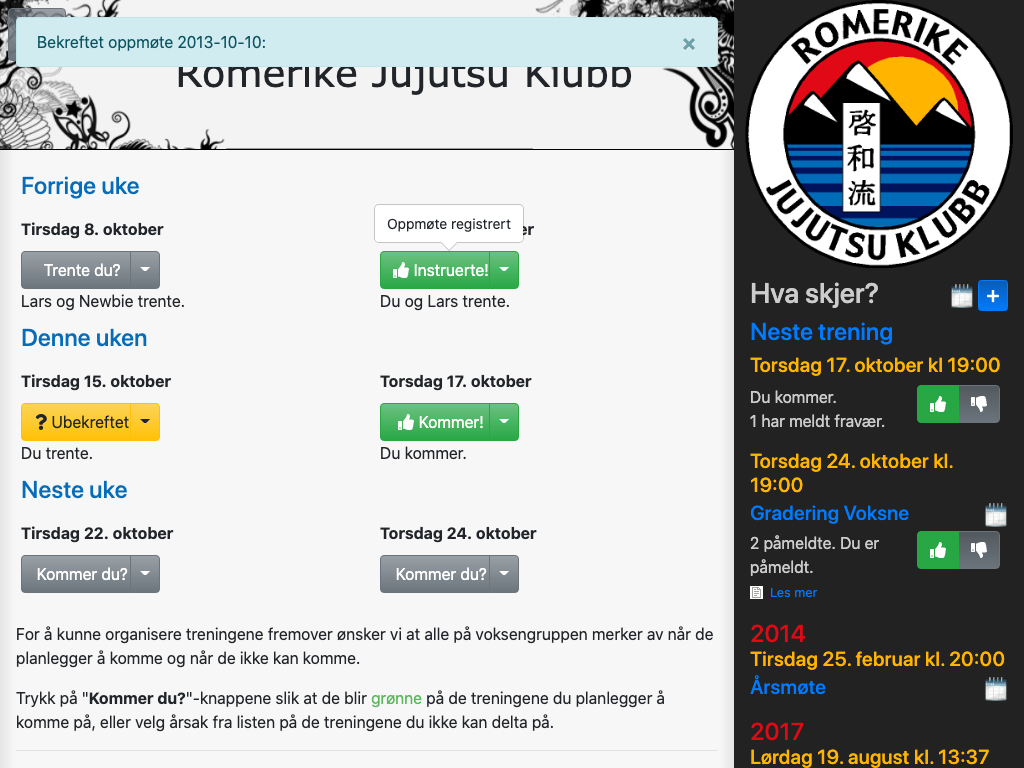 Bekreftet oppmøte 2013-10-10:
×
Romerike Jujutsu Klubb
Forrige uke
Tirsdag 8. oktober
er
Oppmøte registrert
Trente du?
Instruerte!
Lars og Newbie trente.
Du og Lars trente.
Denne uken
Tirsdag 15. oktober
Torsdag 17. oktober
? Ubekreftet
Kommer!
Du trente.
Du kommer.
Neste uke
Tirsdag 22. oktober
Torsdag 24. oktober
Kommer du?
Kommer du?
For å kunne organisere treningene fremover ønsker vi at alle på voksengruppen merker av når de
planlegger å komme og når de ikke kan komme.
Trykk på "Kommer du?"-knappene slik at de blir grønne på de treningene du planlegger å
komme på, eller velg årsak fra listen på de treningene du ikke kan delta på.
ROMERIKE
啓和流
JUJUTSU KLUBB
Hva skjer?
+
Neste trening
Torsdag 17. oktober kl 19:00
Du kommer.
1 har meldt fravær.
Torsdag 24. oktober kl.
19:00
Gradering Voksne
2 påmeldte. Du er
påmeldt.
Les mer
2014
Tirsdag 25. februar kl. 20:00
Årsmøte
2017
Lørdag 19. august kl. 13:37